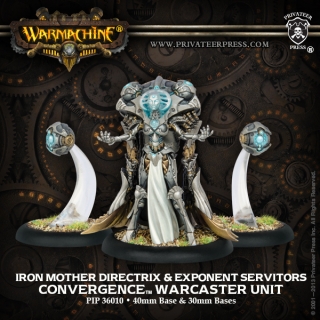 WARMACHINE®
PRIVATEER PRESS®
WWW.PRIVATEERPRESS.COM
IRON MOTHER DIRECTRIX & EXPONENT SERVITORS
CONVERGENCE™ WARCASTER UNIT
PIP 36010 • 40mm Base & 30mm Bases